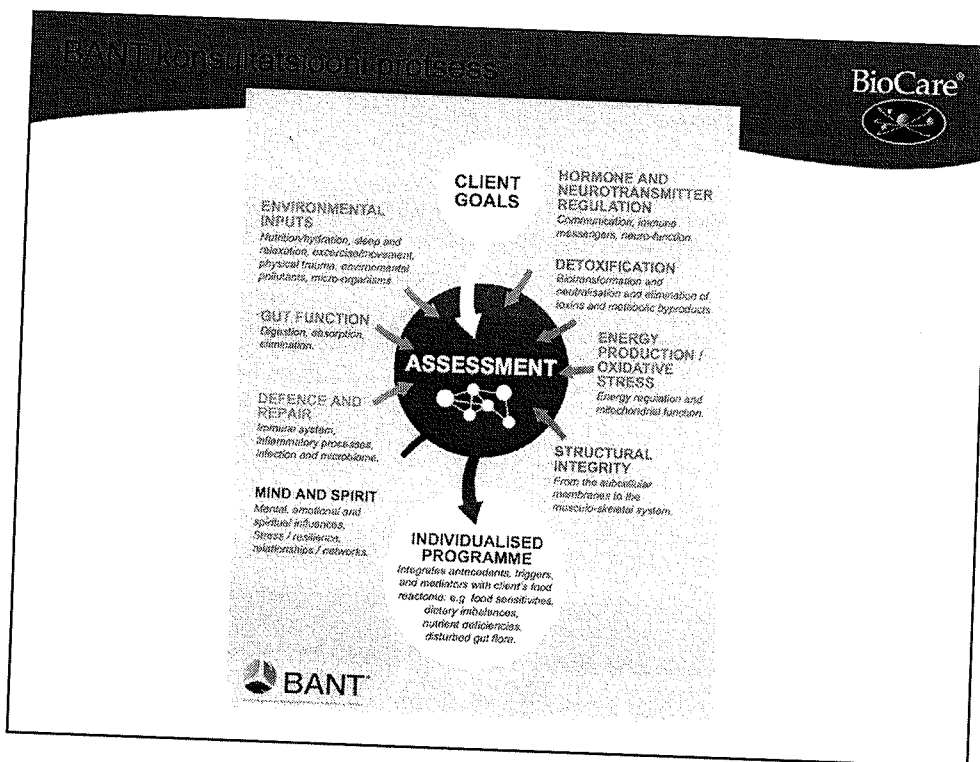 BANT konsultatsiooni protsess
BioCare®
CLIENT
GOALS
ENVIRONMENTAL
INPUTS
Nutrition/hydration, sleep and
relaxation, excercise/movement,
physical trauma, environmental
pollutants, micro-organisms
GUT FUNCTION
Digestion, absorption,
elimination.
DEFENCE AND
REPAIR
Immune system,
inflammatory processes,
infection and microbiome.
MIND AND SPIRIT
Mental, emotional and
spiritual influences,
Stress / resilience,
relationships / networks.
HORMONE AND
NEUROTRANSMITTER
REGULATION
Communication, immune
messengers, neuro-function
DETOXIFICATION
Biotransformation and
neutralisation and elimination of
toxins and metabolic byproducts
ENERGY
PRODUCTION /
OXIDATIVE
STRESS
Energy regulation and
mitochondrial function.
STRUCTURAL
INTEGRITY
From the subcellular
membranes to the
musculo-skeletal system.
ASSESSMENT
INDIVIDUALISED
PROGRAMME
Integrates antecedents, triggers,
and mediators with client's food
reactome: e.g food sensitivities,
dietary imbalances,
nutrient deficiencies,
disturbed gut flora.
BANT